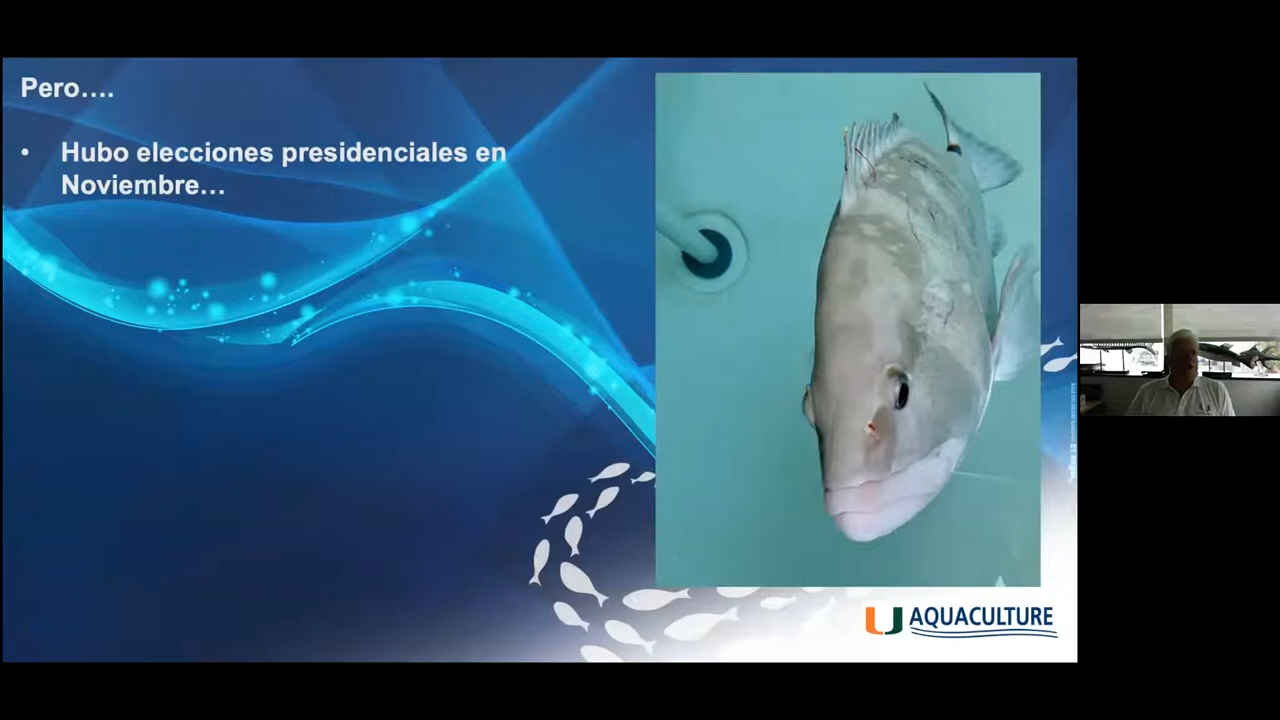 Pero....
• Hubo elecciones presidenciales en
Noviembre...
U AQUACULTURE